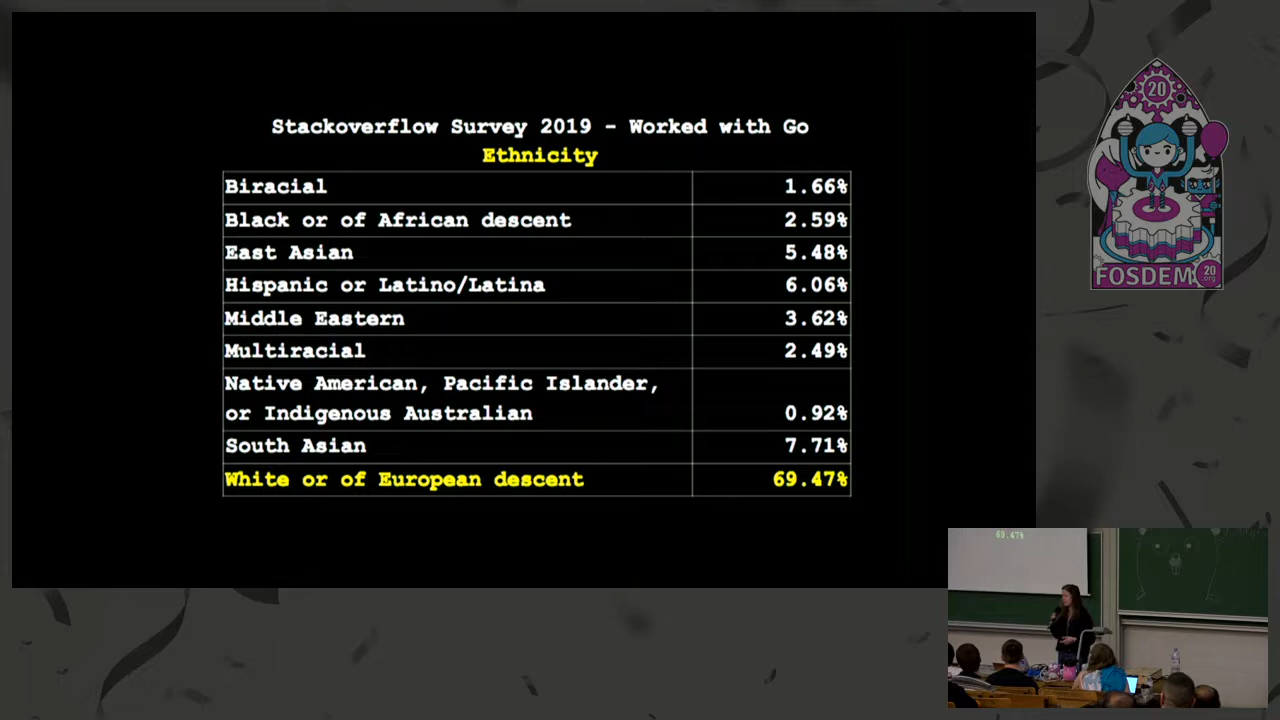 Stackoverflow Survey 2019 - Worked with Go
Ethnicity
Biracial 1.66%
Black or of African descent 2.59%
East Asian 5.48%
Hispanic or Latino/Latina 6.06%
Middle Eastern 3.62%
Multiracial 2.49%
Native American, Pacific Islander,
or Indigenous Australian 0.92%
South Asian 7.71%
White or of European descent 69.47%
20
FOSDEM 20
.org
69.47%